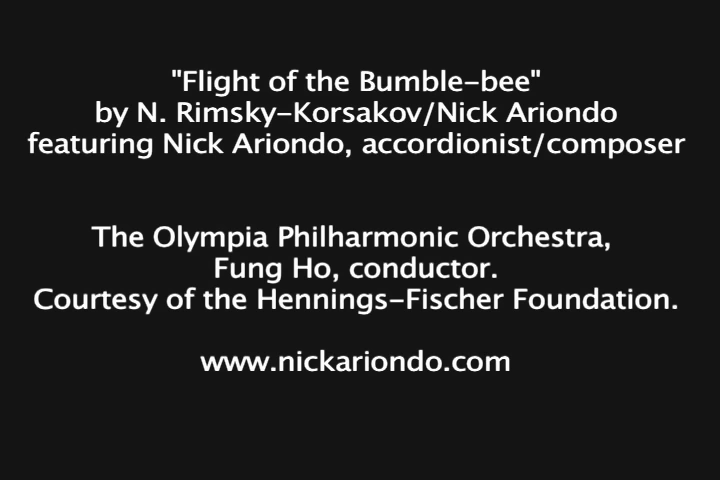 "Flight of the Bumble-bee"
by N. Rimsky-Korsakov/Nick Ariondo
featuring Nick Ariondo, accordionist/composer
The Olympia Philharmonic Orchestra,
Fung Ho, conductor.
Courtesy of the Hennings-Fischer Foundation.
www.nickariondo.com